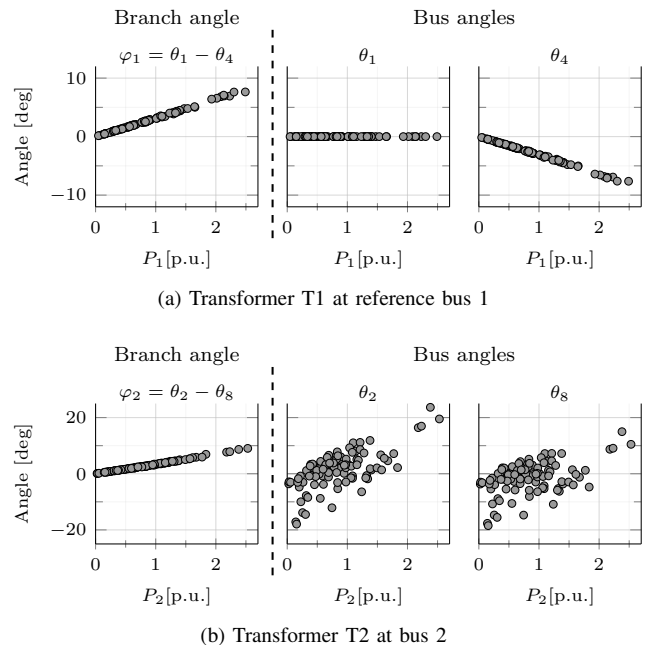 Branch angle Bus angles
φ₁ = θ₁ − θ₄ θ₁ θ₄
Angle [deg]
10
0
−10
0 1 2 0 1 2 0 1 2
P₁[p.u.] P₁[p.u.] P₁[p.u.]
(a) Transformer T1 at reference bus 1
Branch angle Bus angles
φ₂ = θ₂ − θ₈ θ₂ θ₈
Angle [deg]
20
0
−20
0 1 2 0 1 2 0 1 2
P₂[p.u.] P₂[p.u.] P₂[p.u.]
(b) Transformer T2 at bus 2